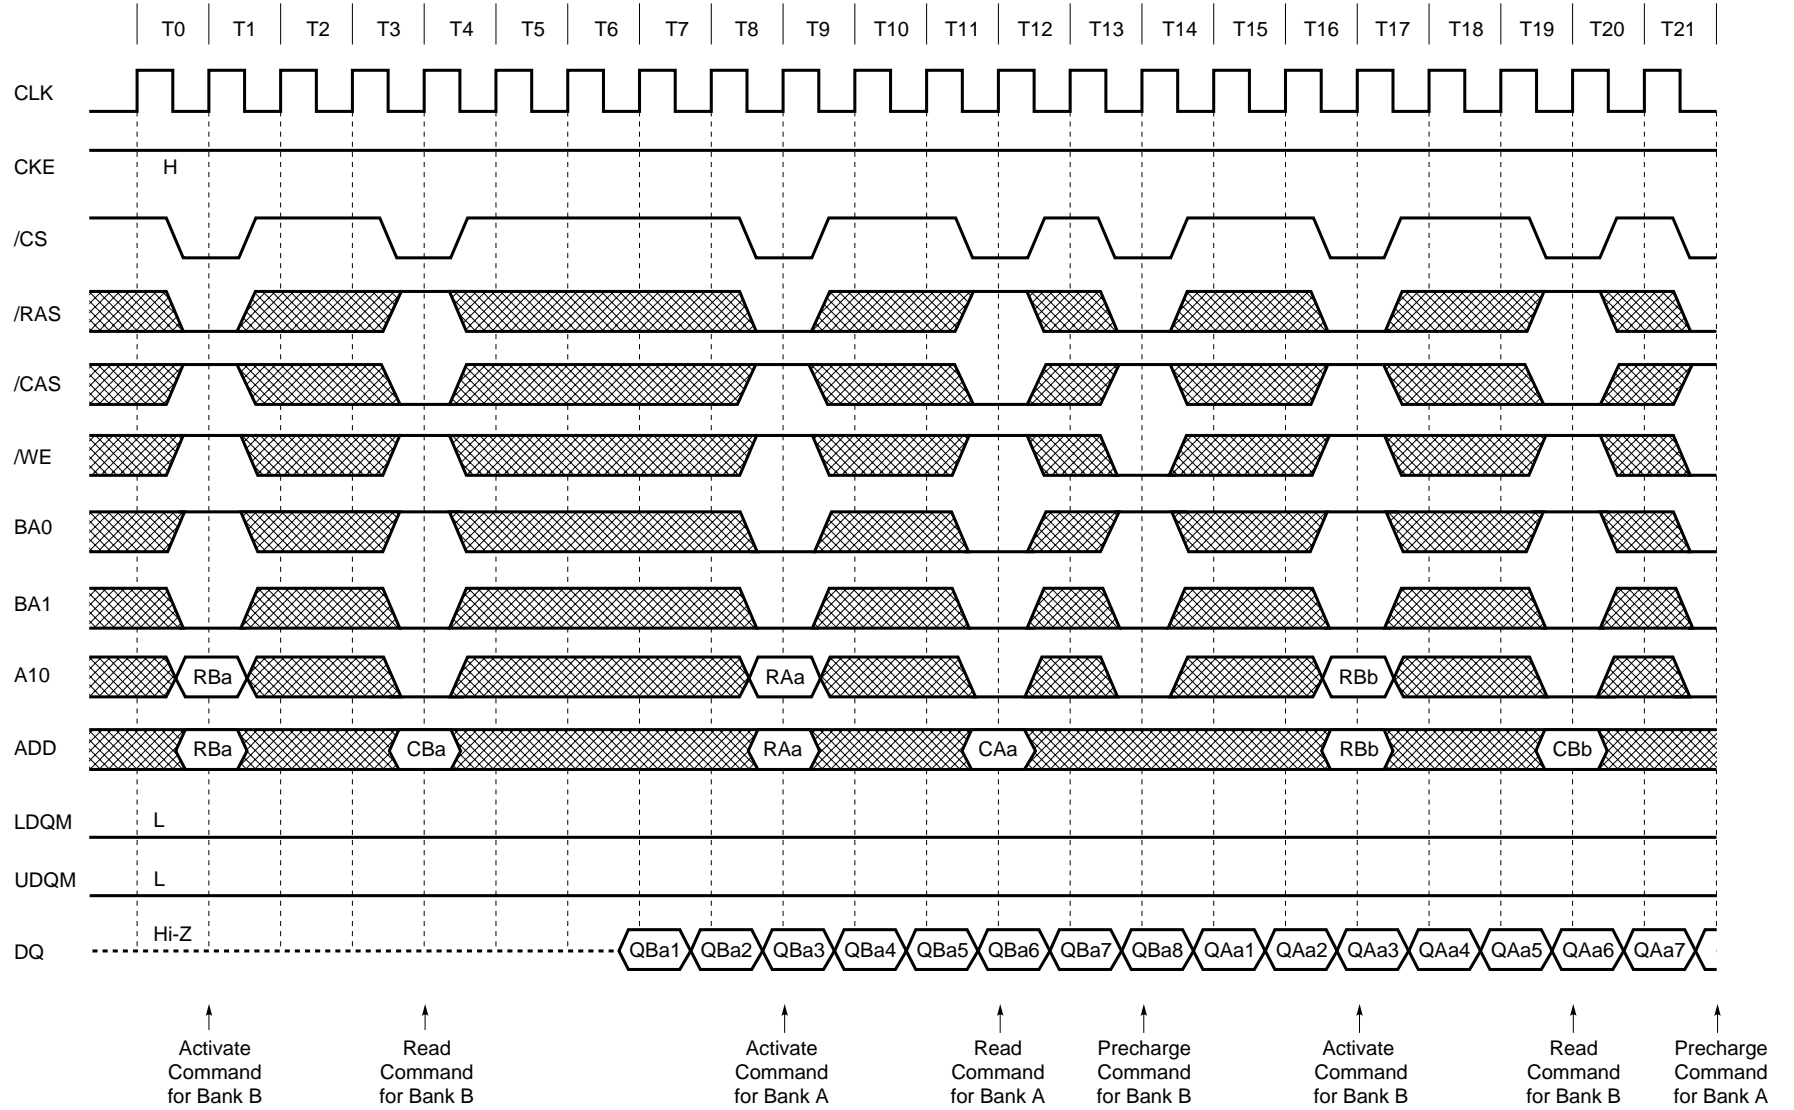 T0 T1 T2 T3 T4 T5 T6 T7 T8 T9 T10 T11 T12 T13 T14 T15 T16 T17 T18 T19 T20 T21
CLK
CKE H
/CS
/RAS
/CAS
/WE
BA0
BA1
A10 RBa RAa RBb
ADD RBa CBa RAa CAa RBb CBb
LDQM L
UDQM L
DQ Hi-Z QBa1 QBa2 QBa3 QBa4 QBa5 QBa6 QBa7 QBa8 QAa1 QAa2 QAa3 QAa4 QAa5 QAa6 QAa7
Activate
Command
for Bank B
Read
Command
for Bank B
Activate
Command
for Bank A
Read
Command
for Bank A
Precharge
Command
for Bank B
Activate
Command
for Bank B
Read
Command
for Bank B
Precharge
Command
for Bank A